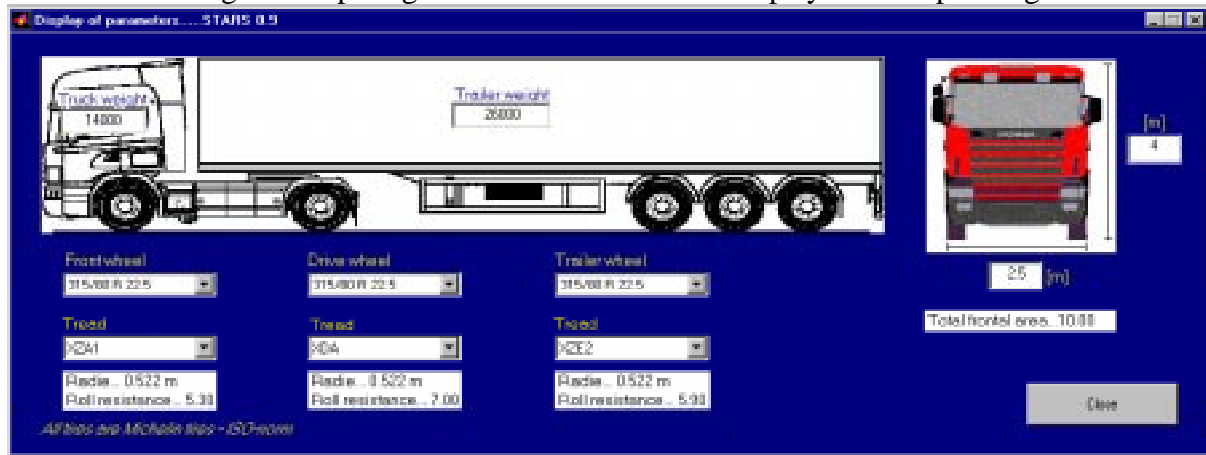 Display of parameters.....STARS 0.9
Truck weight
14000
Trailer weight
26000
[m]
4
2.5 [m]
Total frontal area...10.00
Front wheel
315/80 R 22.5
Drive wheel
315/80 R 22.5
Trailer wheel
315/80 R 22.5
Tread
XZA1
Tread
XDA
Tread
XZE2
Radie... 0.522 m
Roll resistance... 5.30
Radie... 0.522 m
Roll resistance... 7.00
Radie... 0.522 m
Roll resistance... 5.90
Close
All tires are Michelin tires - ISO-norm